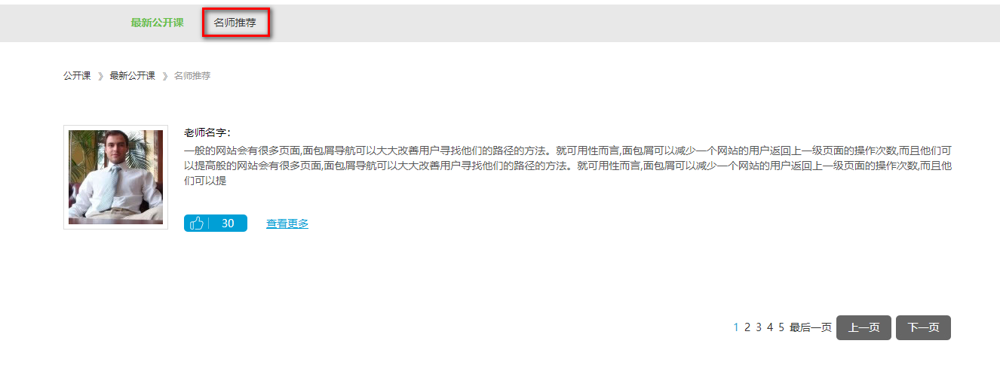 最新公开课 名师推荐
公开课 》 最新公开课 》 名师推荐
老师名字：
一般的网站会有很多页面,面包屑导航可以大大改善用户寻找他们的路径的方法。就可用性而言,面包屑可以减少一个网站的用户返回上一级页面的操作次数,而且他们可
以提高般的网站会有很多页面,面包屑导航可以大大改善用户寻找他们的路径的方法。就可用性而言,面包屑可以减少一个网站的用户返回上一级页面的操作次数,而且他
们可以提
30 查看更多
1 2 3 4 5 最后一页 上一页 下一页